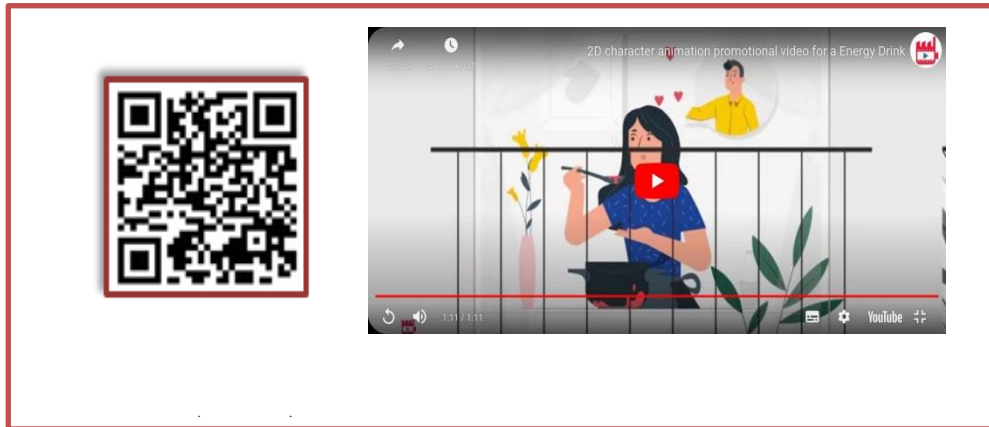 2D character animation promotional video for a Energy Drink
1:11 / 1:11
YouTube